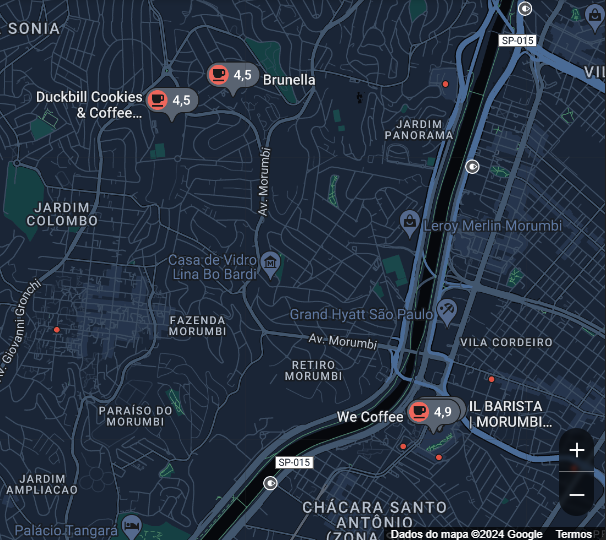 SONIA
SP-015
VIL
4,5
Brunella
Duckbill Cookies
& Coffee...
4,5
JARDIM
PANORAMA
Av. Morumbi
JARDIM
COLOMBO
Leroy Merlin Morumbi
Casa de Vidro
Lina Bo Bardi
Av. Giovanni Gronchi
Grand Hyatt São Paulo
FAZENDA
MORUMBI
Av. Morumbi
VILA CORDEIRO
RETIRO
MORUMBI
PARAÍSO DO
MORUMBI
We Coffee
4,9
IL BARISTA
| MORUMBI...
SP-015
JARDIM
AMPLIACAO
CHÁCARA SANTO
ANTÔNIO
(ZONA
Palácio Tangará
Dados do mapa ©2024 Google
Termos